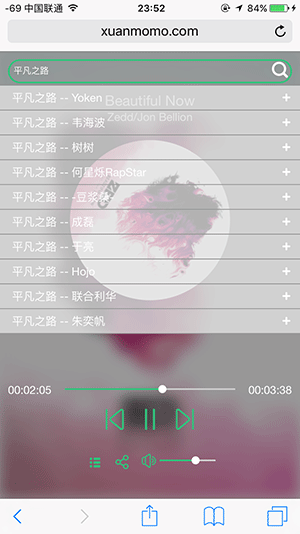 -69 中国联通 23:52 84%
xuanmomo.com
平凡之路
Beautiful Now
Zedd/Jon Bellion
平凡之路 -- Yoken +
平凡之路 -- 韦海波 +
平凡之路 -- 树树 +
平凡之路 -- 何星烁RapStar +
平凡之路 -- -豆浆 +
平凡之路 -- 成磊 +
平凡之路 -- 于亮 +
平凡之路 -- Hojo +
平凡之路 -- 联合利华 +
平凡之路 -- 朱奕帆 +
00:02:05 00:03:38